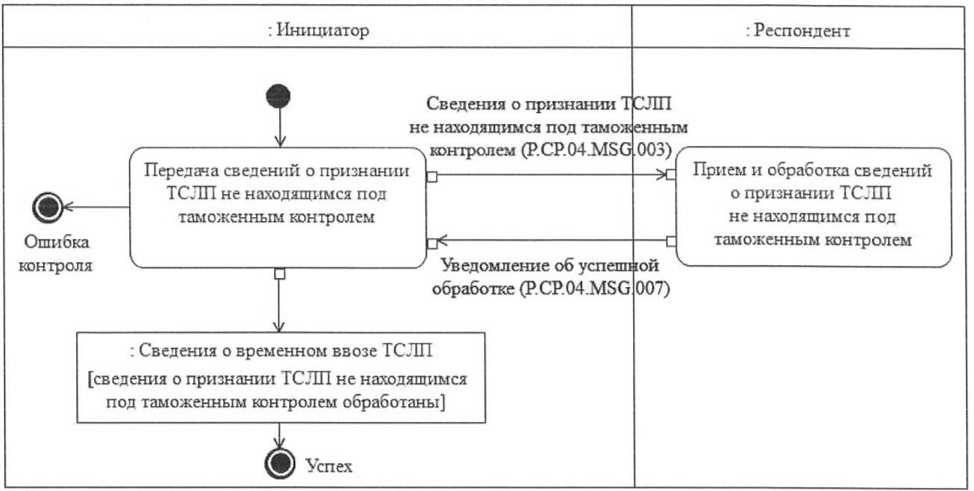 : Инициатор
: Респондент
Сведения о признании ТСЛП
не находящимся под таможенным
контролем (P.CP.04.MSG.003)
Передача сведений о признании
ТСЛП не находящимся под
таможенным контролем
Прием и обработка сведений
о признании ТСЛП
не находящимся под
таможенным контролем
Ошибка
контроля
Уведомление об успешной
обработке (P.CP.04.MSG.007)
: Сведения о временном ввозе ТСЛП
[сведения о признании ТСЛП не находящимся
под таможенным контролем обработаны]
Успех